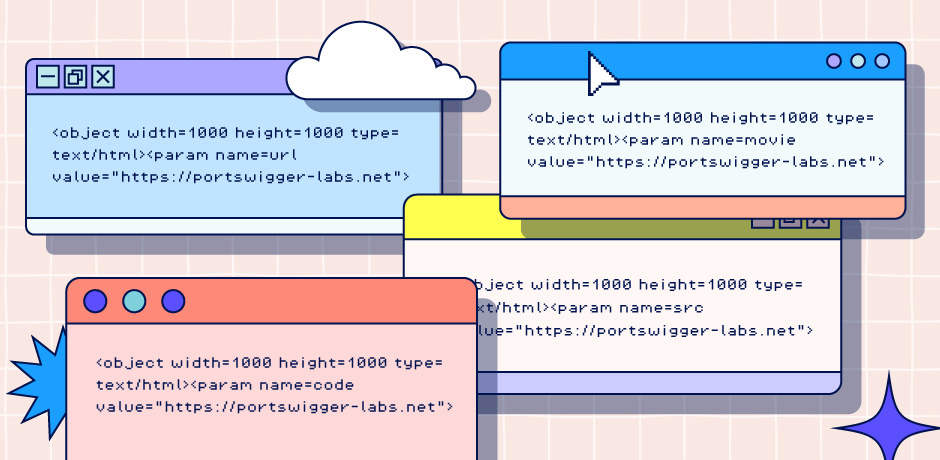 <object width=1000 height=1000 type=
text/html><param name=url
value="https://portswigger-labs.net">
<object width=1000 height=1000 type=
text/html><param name=movie
value="https://portswigger-labs.net">
bject width=1000 height=1000 type=
xt/html><param name=src
lue="https://portswigger-labs.net">
<object width=1000 height=1000 type=
text/html><param name=code
value="https://portswigger-labs.net">